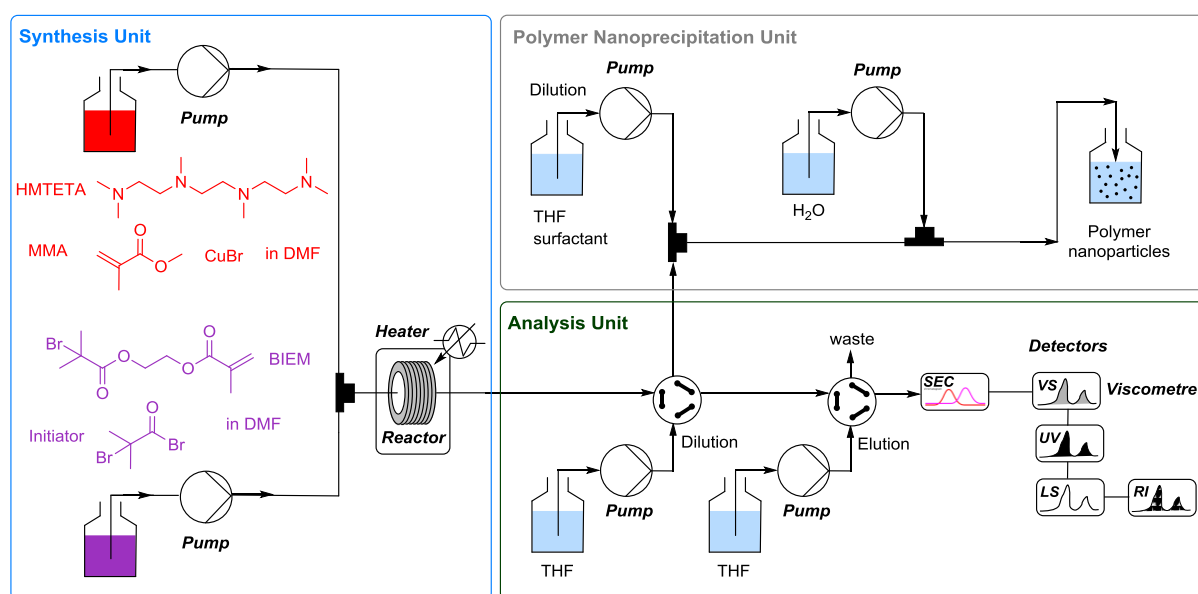 Synthesis Unit
Pump
HMTETA
N
N
N
N
MMA
O
O
CuBr
in DMF
Br
O
O
O
O
BIEM
in DMF
Initiator
O
Br
Br
Pump
Heater
Reactor
Polymer Nanoprecipitation Unit
Pump
Dilution
THF
surfactant
Pump
H2O
Polymer
nanoparticles
Analysis Unit
waste
Detectors
SEC
VS
Viscometre
UV
LS
RI
Dilution
Pump
THF
Elution
Pump
THF